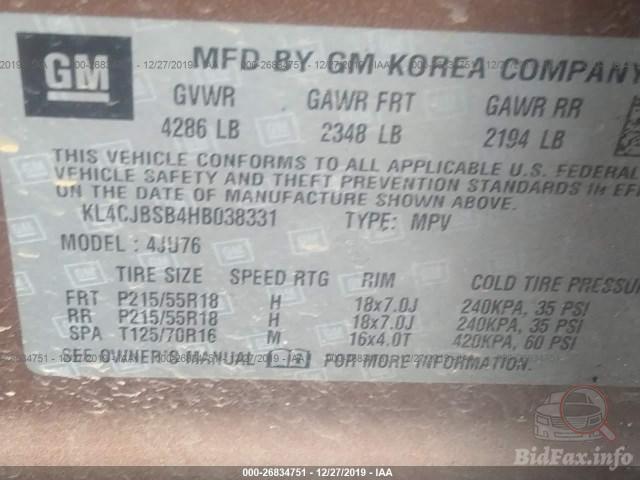 GM
MFD BY GM KOREA COMPANY
GVWR GAWR FRT GAWR RR
4286 LB 2348 LB 2194 LB
THIS VEHICLE CONFORMS TO ALL APPLICABLE U.S. FEDERAL
VEHICLE SAFETY AND THEFT PREVENTION STANDARDS IN EFF
ON THE DATE OF MANUFACTURE SHOWN ABOVE.
KL4CJBSB4HB038331 TYPE: MPV
MODEL: 4JU76
TIRE SIZE SPEED RTG RIM COLD TIRE PRESSUR
FRT P215/55R18 H 18x7.0J 240KPA, 35 PSI
RR P215/55R18 H 18x7.0J 240KPA, 35 PSI
SPA T125/70R16 M 16x4.0T 420KPA, 60 PSI
SEE OWNER'S MANUAL FOR MORE INFORMATION.
BidFax.info
000-26834751 - 12/27/2019 - IAA